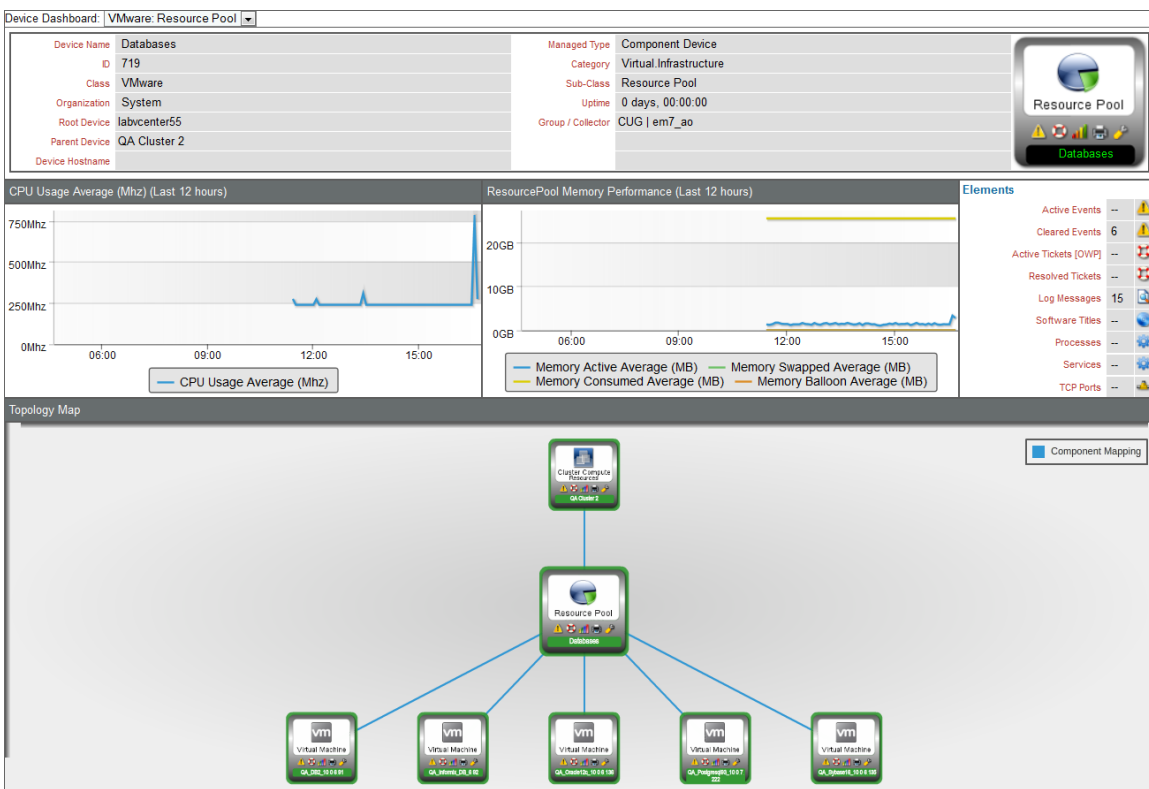 Device Dashboard: VMware: Resource Pool
Device Name Databases Managed Type Component Device
ID 719 Category Virtual.Infrastructure
Class VMware Sub-Class Resource Pool
Organization System Uptime 0 days, 00:00:00
Root Device labvcenter55 Group / Collector CUG | em7_ao
Parent Device QA Cluster 2
Device Hostname
Resource Pool
Databases
CPU Usage Average (Mhz) (Last 12 hours)
750Mhz
500Mhz
250Mhz
0Mhz
06:00 09:00 12:00 15:00
CPU Usage Average (Mhz)
ResourcePool Memory Performance (Last 12 hours)
20GB
10GB
0GB
06:00 09:00 12:00 15:00
Memory Active Average (MB) Memory Swapped Average (MB)
Memory Consumed Average (MB) Memory Balloon Average (MB)
Elements
Active Events --
Cleared Events 6
Active Tickets [OWP] --
Resolved Tickets --
Log Messages 15
Software Titles --
Processes --
Services --
TCP Ports --
Topology Map
Component Mapping
Cluster Compute
Resources
QA Cluster 2
Resource Pool
Databases
vm vm vm vm vm
Virtual Machine Virtual Machine Virtual Machine Virtual Machine Virtual Machine